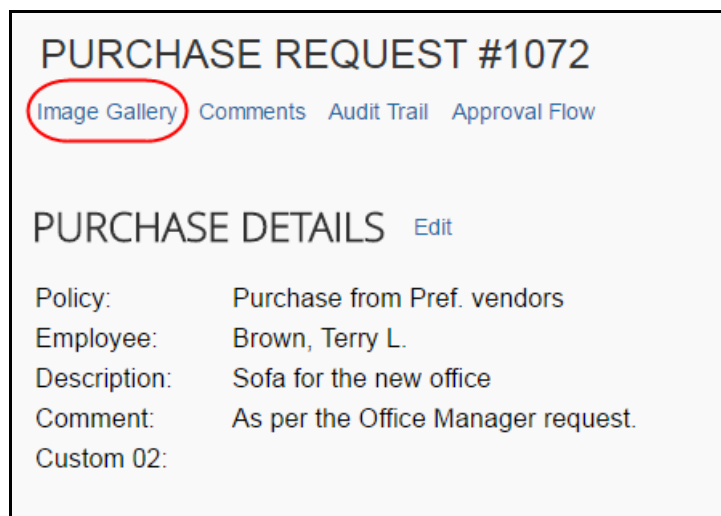 PURCHASE REQUEST #1072
Image Gallery Comments Audit Trail Approval Flow
PURCHASE DETAILS Edit
Policy: Purchase from Pref. vendors
Employee: Brown, Terry L.
Description: Sofa for the new office
Comment: As per the Office Manager request.
Custom 02: